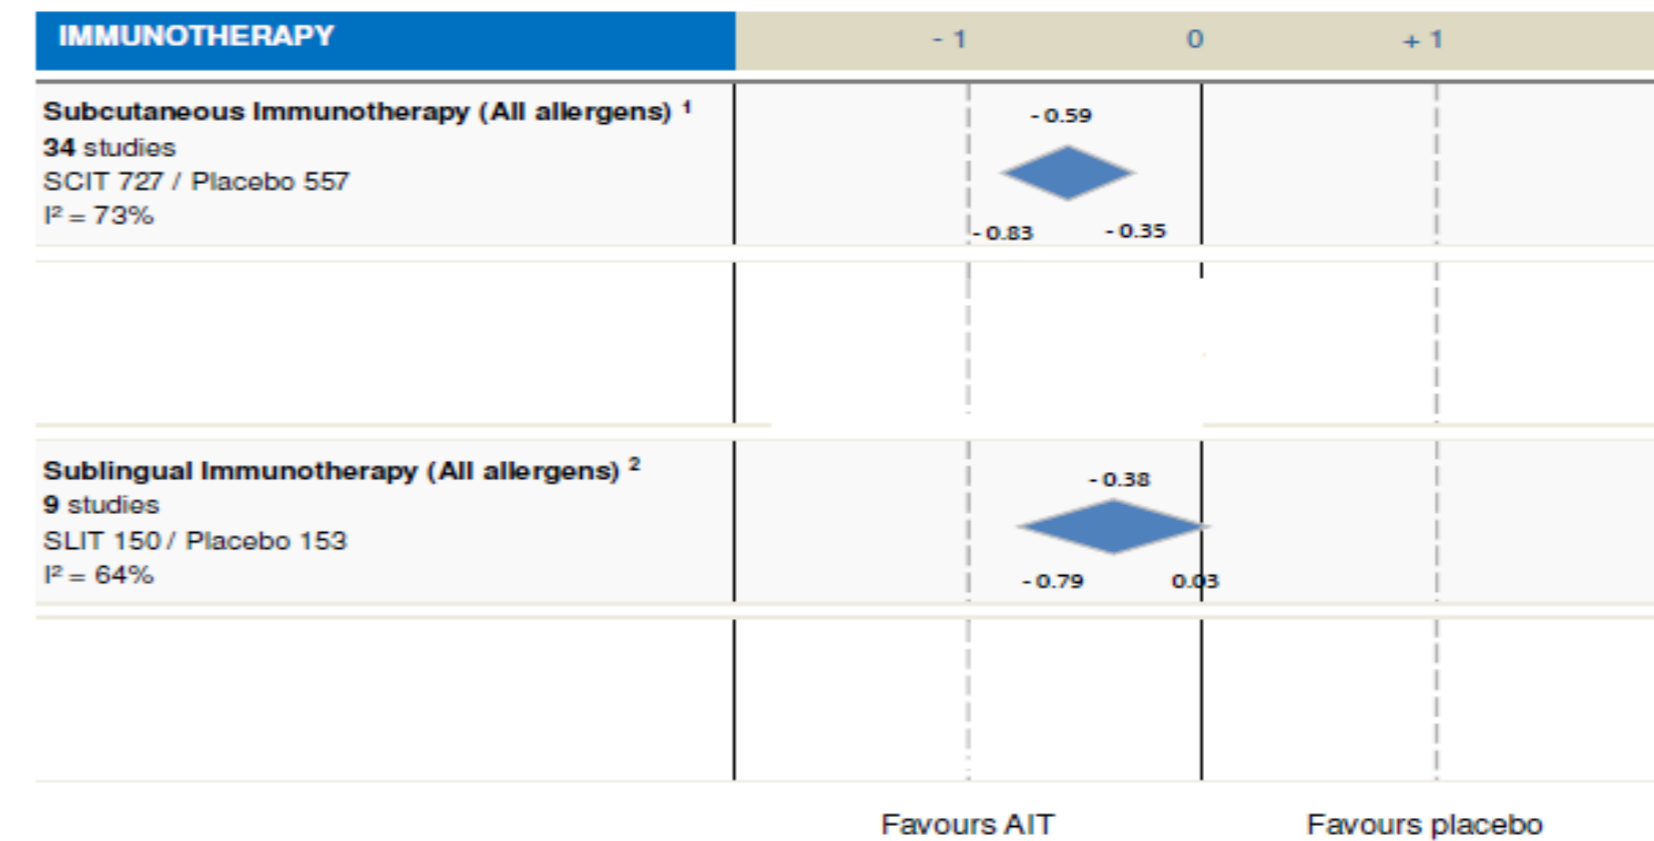 IMMUNOTHERAPY - 1 0 + 1
Subcutaneous Immunotherapy (All allergens) ¹
34 studies
SCIT 727 / Placebo 557
I² = 73%
- 0.59
- 0.83 - 0.35
Sublingual Immunotherapy (All allergens) ²
9 studies
SLIT 150 / Placebo 153
I² = 64%
- 0.38
- 0.79 0.03
Favours AIT Favours placebo